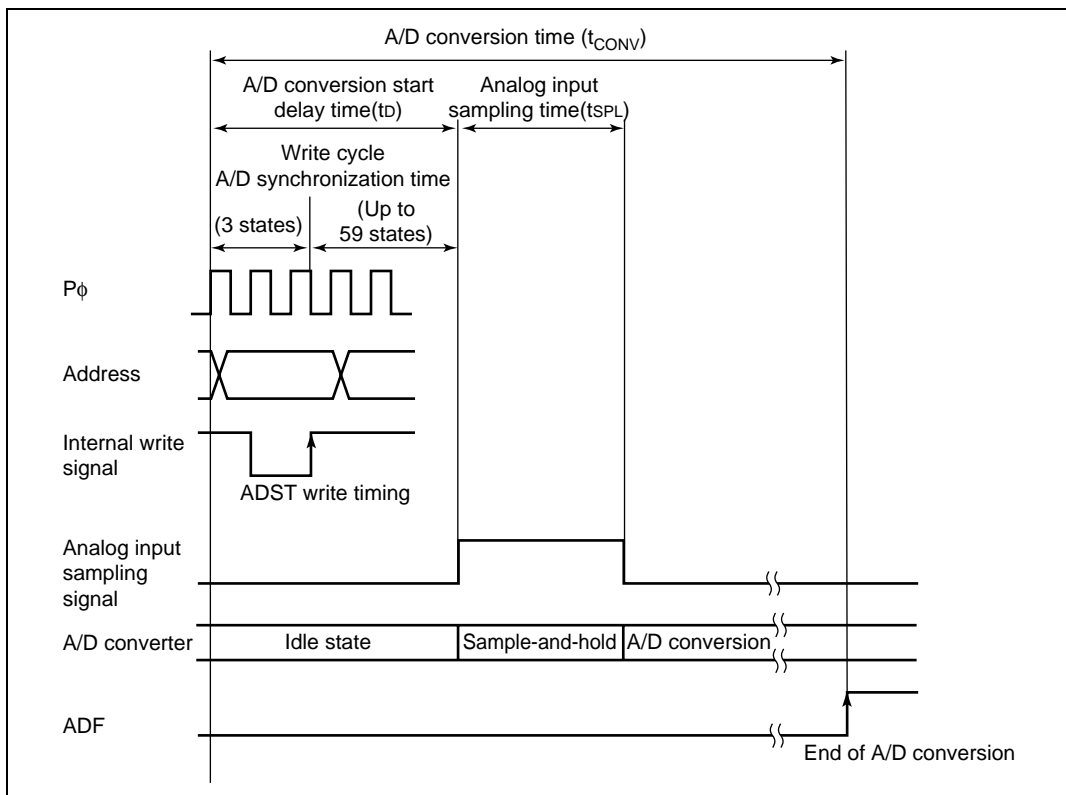 A/D conversion time (tCONV)
A/D conversion start
delay time(tD)
Analog input
sampling time(tSPL)
Write cycle
A/D synchronization time
(3 states)
(Up to
59 states)
Pϕ
Address
Internal write
signal
ADST write timing
Analog input
sampling
signal
A/D converter
Idle state
Sample-and-hold
A/D conversion
ADF
End of A/D conversion